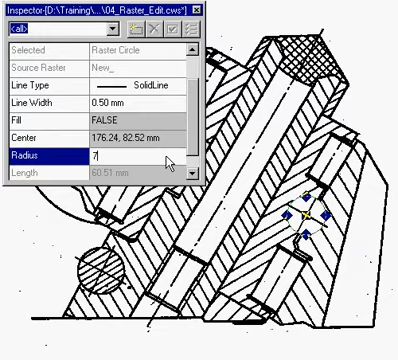 Inspector-[D:\Training\...\04_Raster_Edit.cws*]
<all>
Selected Raster Circle
Source Raster New_
Line Type SolidLine
Line Width 0.50 mm
Fill FALSE
Center 176.24, 82.52 mm
Radius 7
Length 60.51 mm